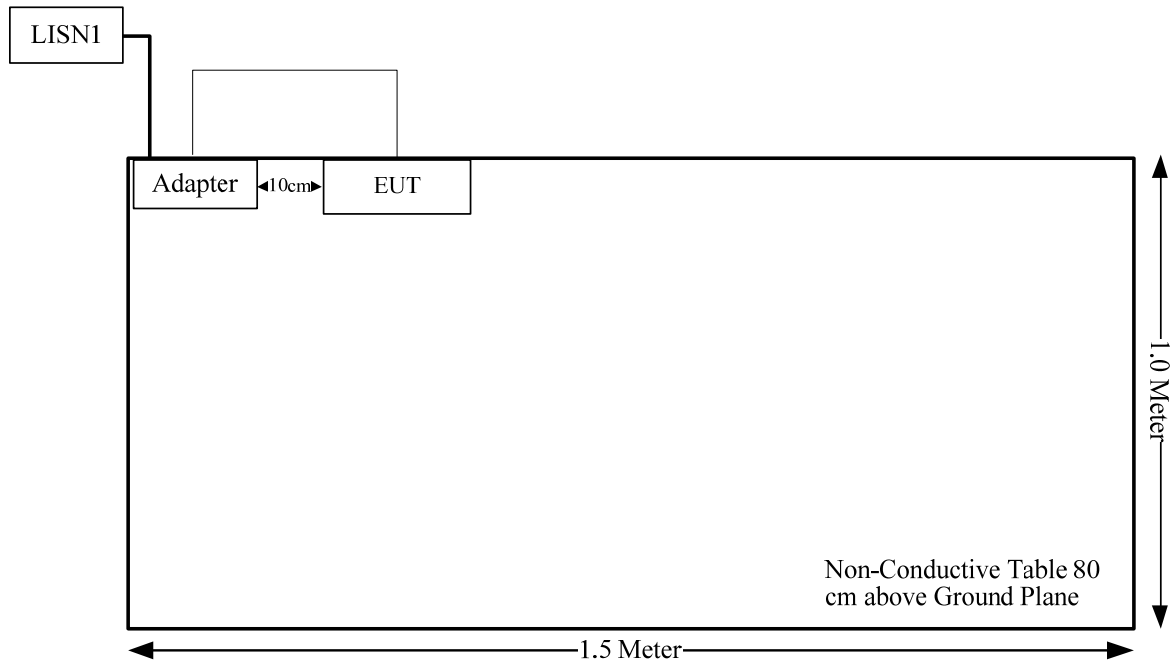 LISN1
Adapter
10cm
EUT
1.0 Meter
Non-Conductive Table 80
cm above Ground Plane
1.5 Meter